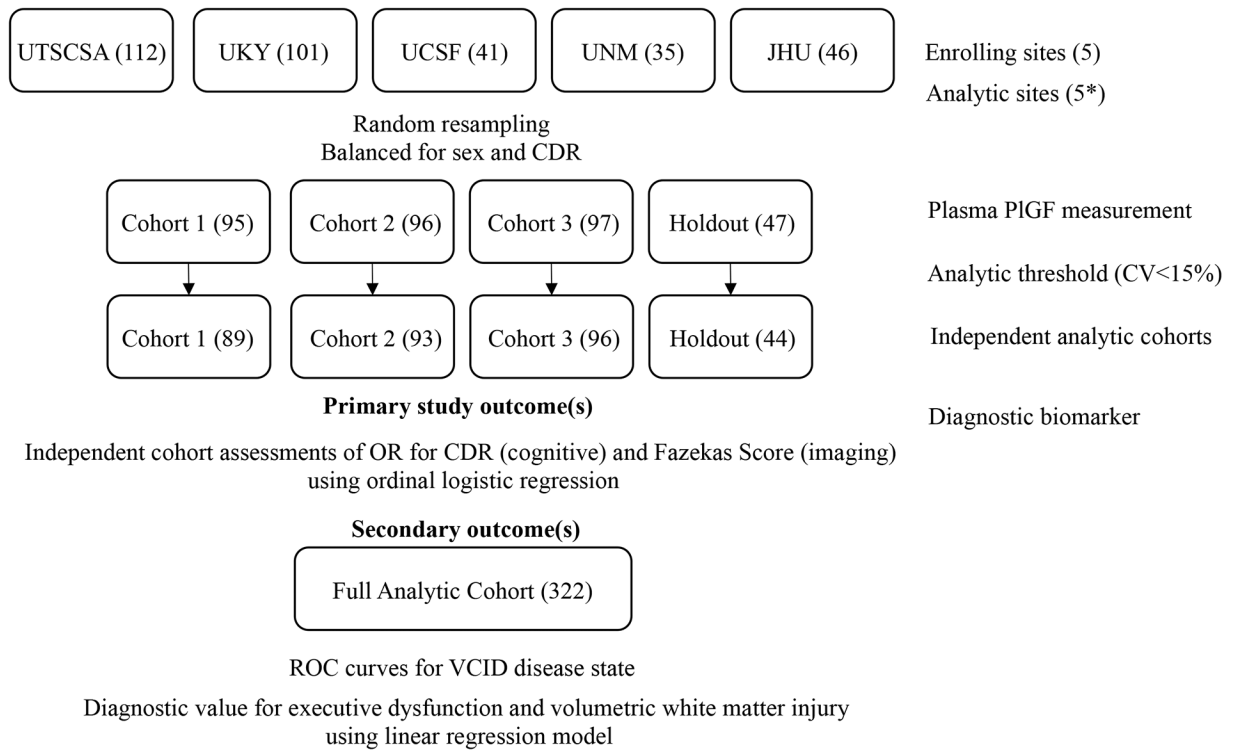 UTSCSA (112)
UKY (101)
UCSF (41)
UNM (35)
JHU (46)
Enrolling sites (5)
Analytic sites (5*)
Random resampling
Balanced for sex and CDR
Cohort 1 (95)
Cohort 2 (96)
Cohort 3 (97)
Holdout (47)
Plasma PlGF measurement
Analytic threshold (CV<15%)
Cohort 1 (89)
Cohort 2 (93)
Cohort 3 (96)
Holdout (44)
Independent analytic cohorts
Primary study outcome(s)
Diagnostic biomarker
Independent cohort assessments of OR for CDR (cognitive) and Fazekas Score (imaging)
using ordinal logistic regression
Secondary outcome(s)
Full Analytic Cohort (322)
ROC curves for VCID disease state
Diagnostic value for executive dysfunction and volumetric white matter injury
using linear regression model